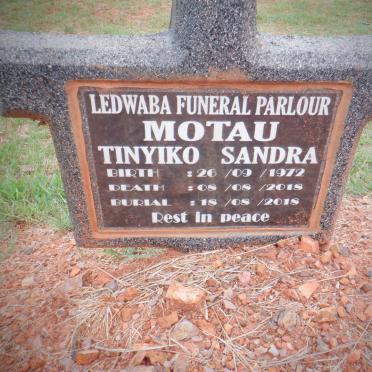 LEDWABA FUNERAL PARLOUR
MOTAU
TINYIKO SANDRA
BIRTH : 26 / 09 / 1972
DEATH : 08 / 08 / 2018
BURIAL : 18 / 08 / 2018
Rest in peace